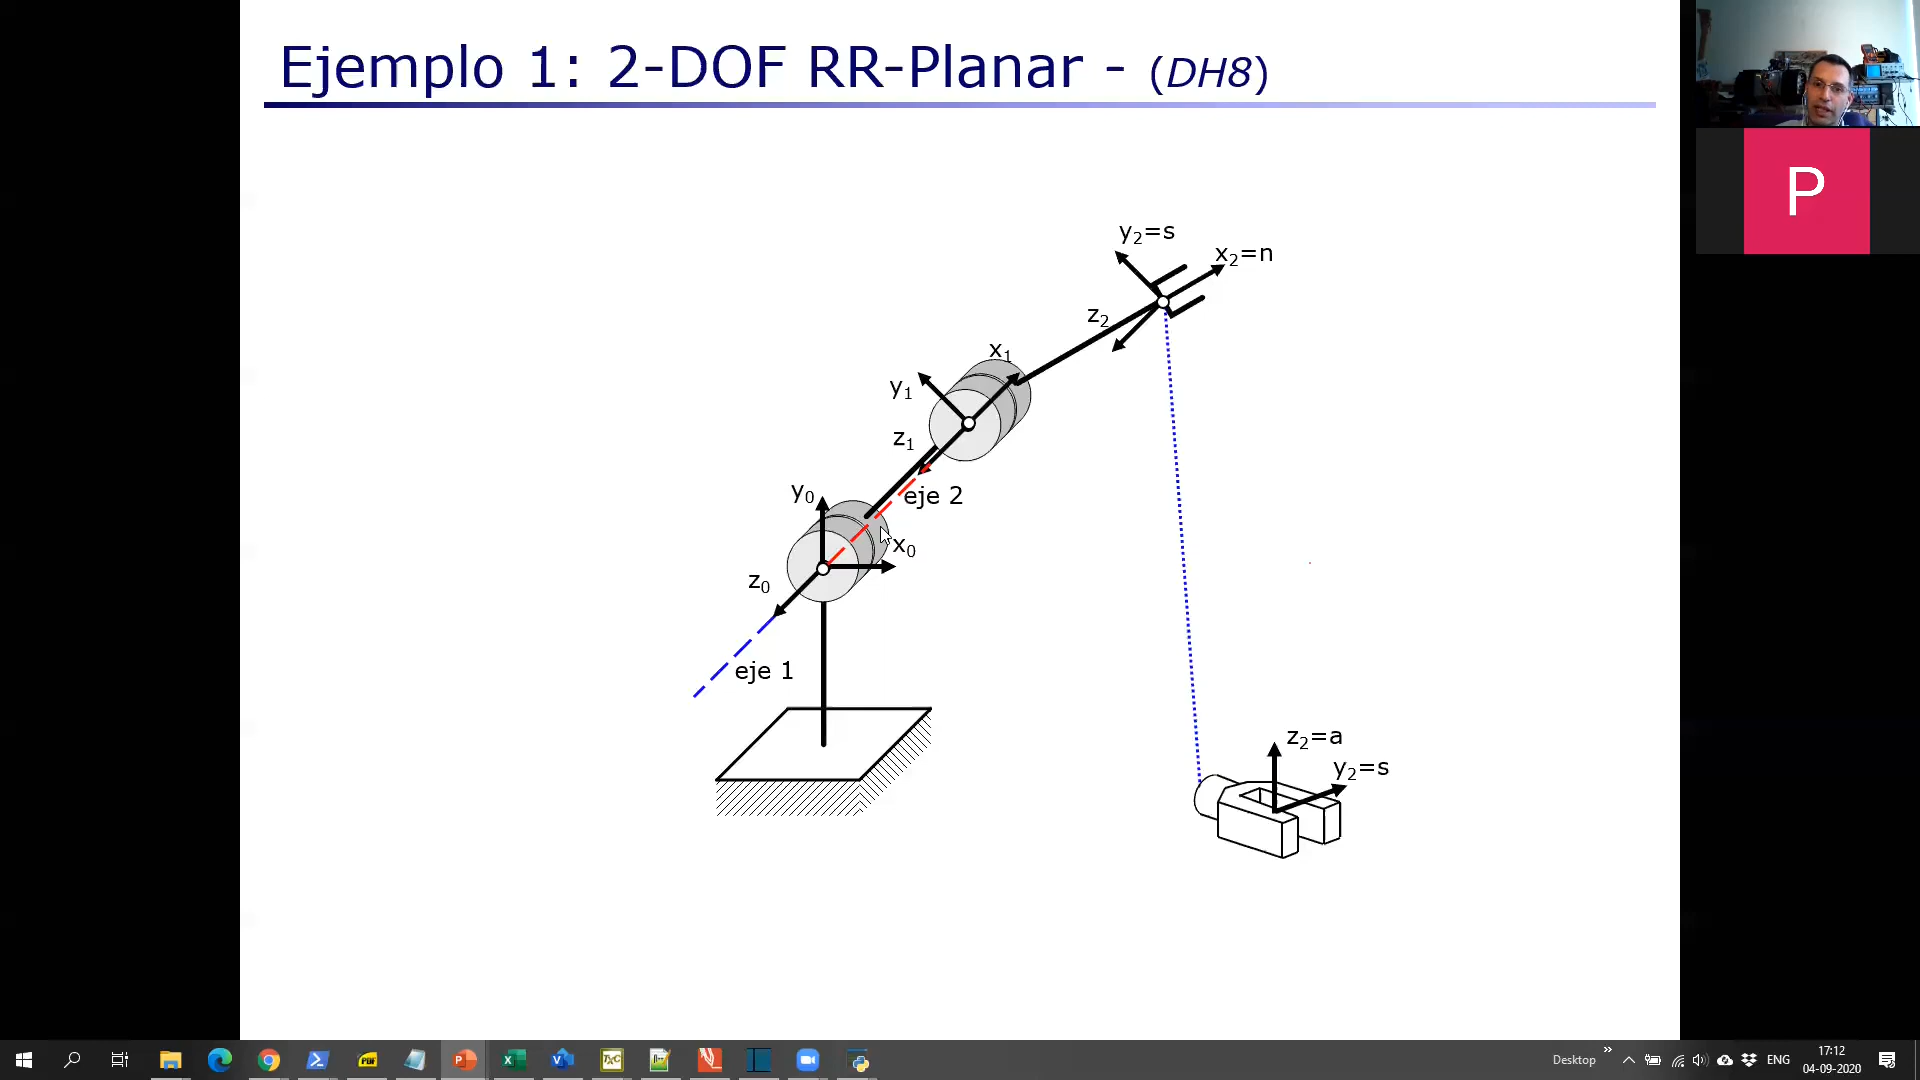 Ejemplo 1: 2-DOF RR-Planar - (DH8)
P
y₂=s
x₂=n
z₂
x₁
y₁
z₁
eje 2
y₀
x₀
z₀
eje 1
z₂=a
y₂=s
Desktop
ENG
17:12
04-09-2020